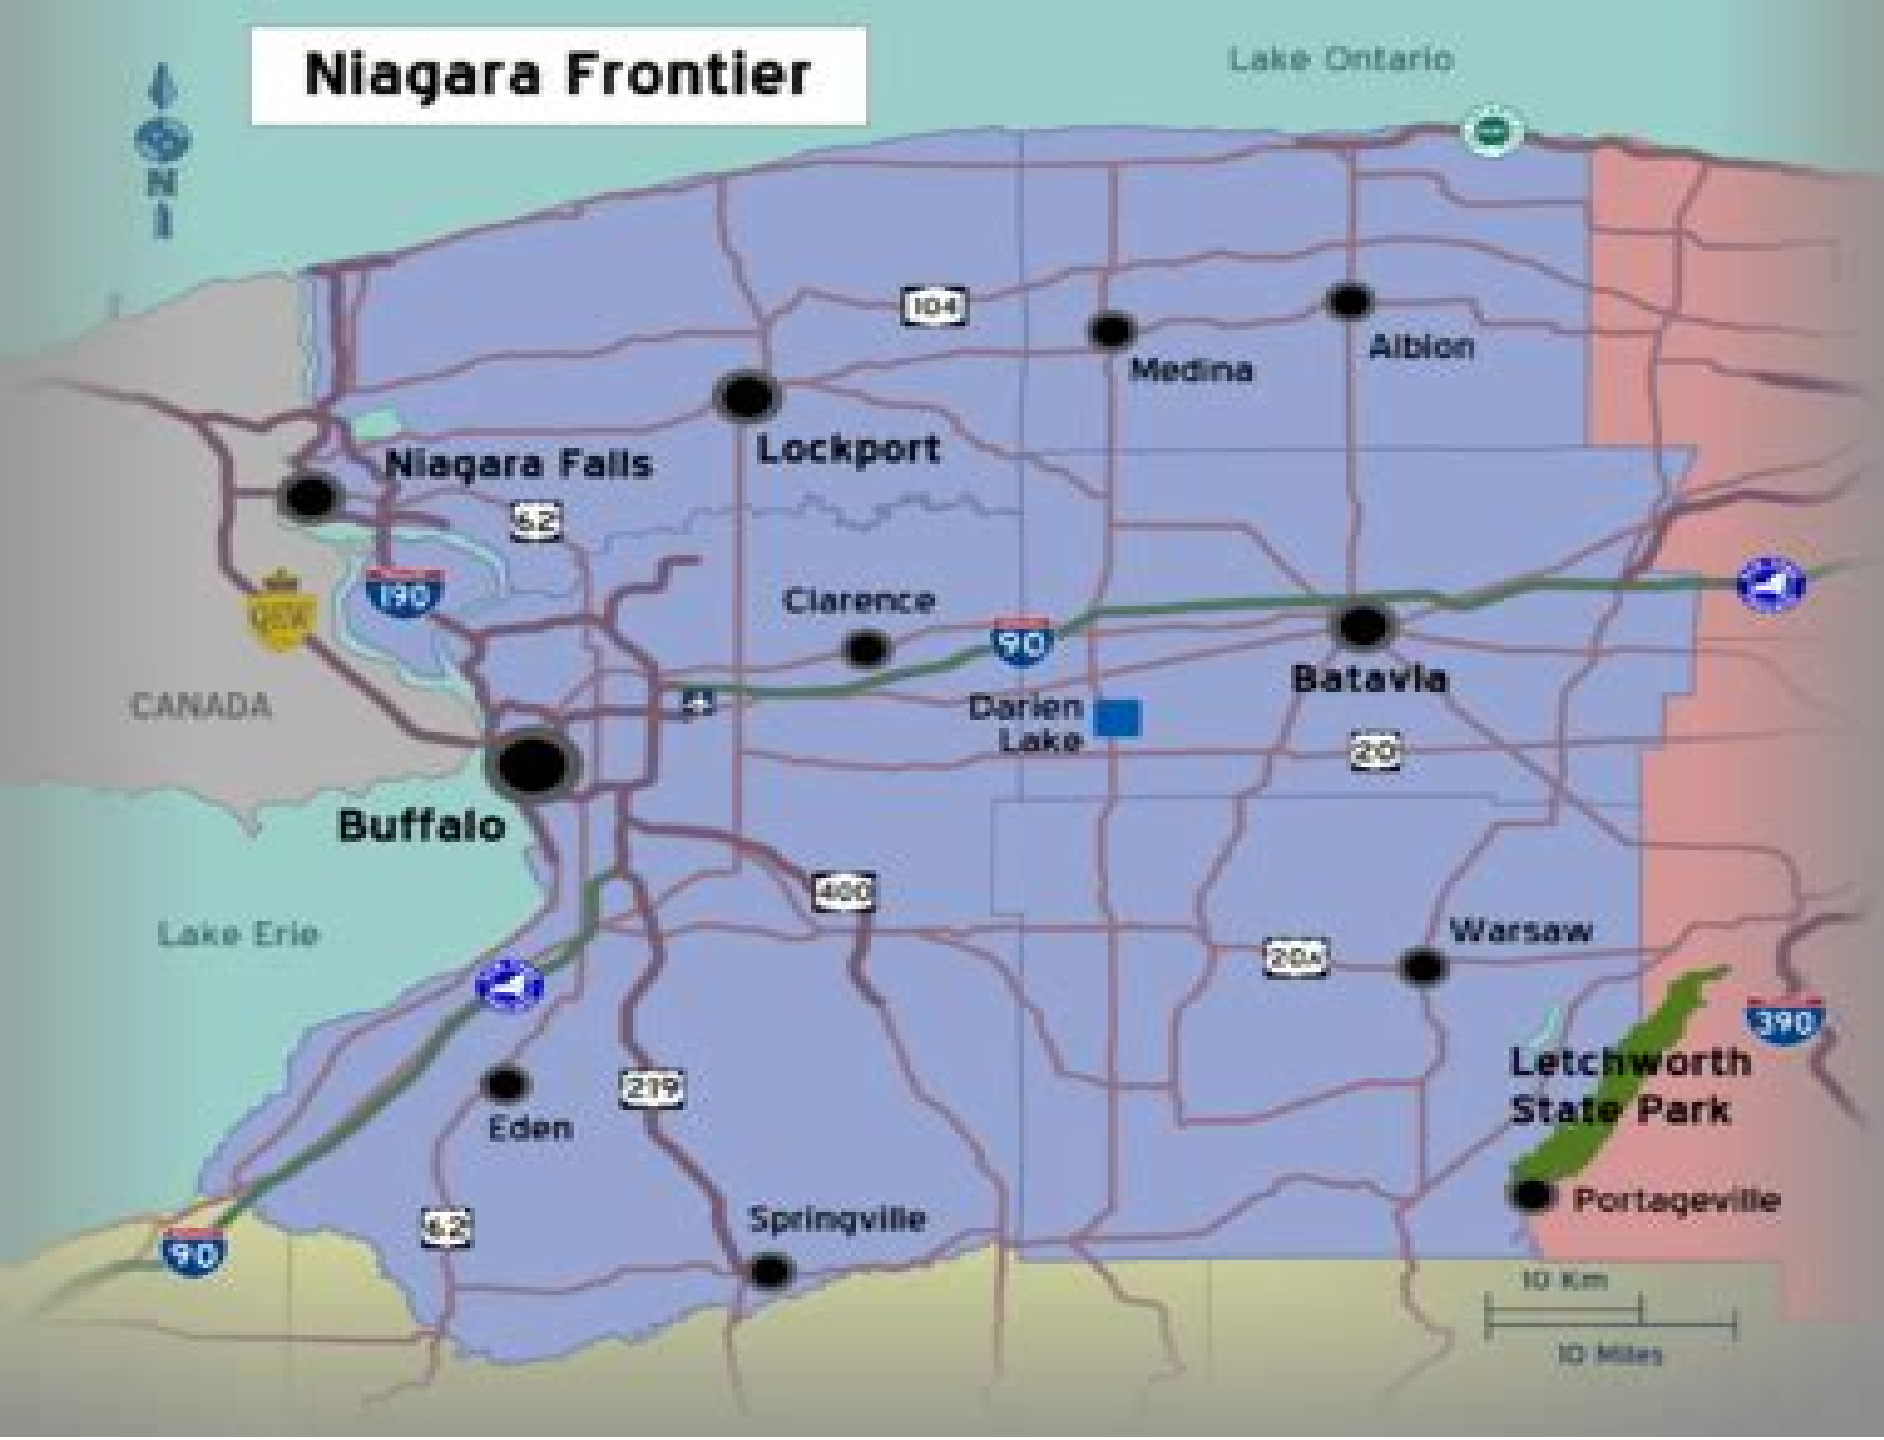 Niagara Frontier
Lake Ontario
N
104
Albion
Medina
Lockport
Niagara Falls
62
190
QEW
Clarence
90
Batavia
CANADA
Darien
Lake
20
Buffalo
400
Lake Erie
Warsaw
20A
390
Letchworth
State Park
219
Eden
Portageville
62
Springville
90
10 Km
10 Miles